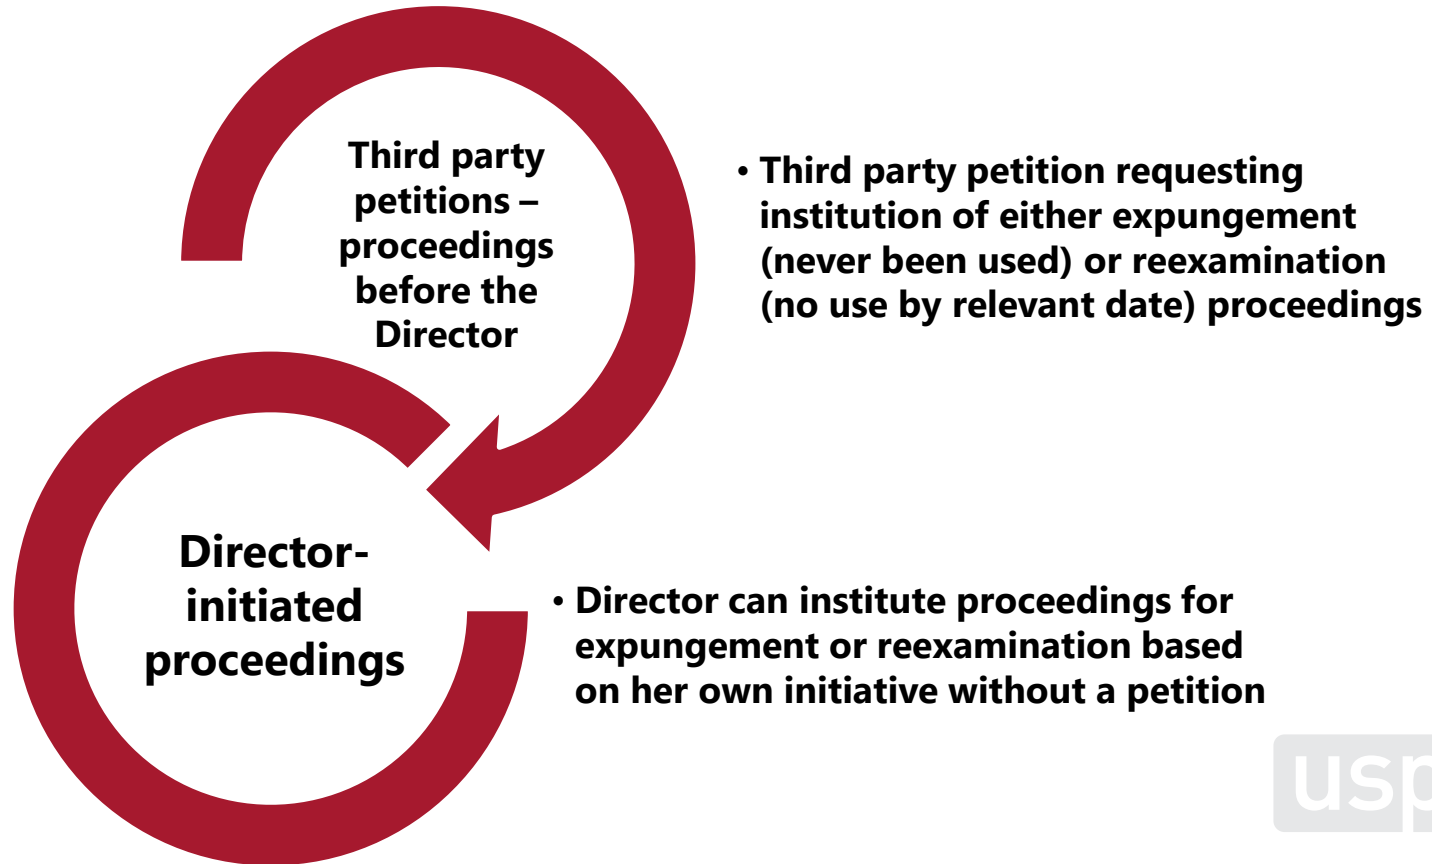 Third party
petitions –
proceedings
before the
Director
• Third party petition requesting
institution of either expungement
(never been used) or reexamination
(no use by relevant date) proceedings
Director-
initiated
proceedings
• Director can institute proceedings for
expungement or reexamination based
on her own initiative without a petition
usp